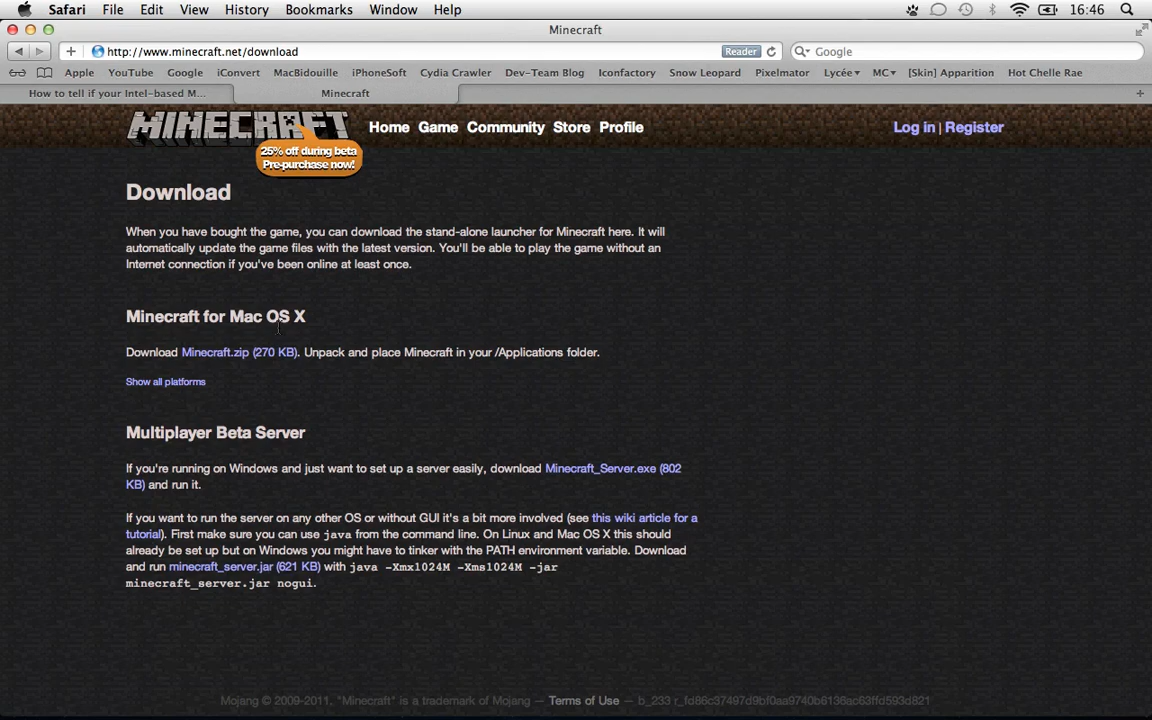 Safari File Edit View History Bookmarks Window Help 16:46
Minecraft
http://www.minecraft.net/download Reader Google
Apple YouTube Google iConvert MacBidouille iPhoneSoft Cydia Crawler Dev-Team Blog Iconfactory Snow Leopard Pixelmator Lycée MC [Skin] Apparition Hot Chelle Rae
How to tell if your Intel-based M... Minecraft
MINECRAFT Home Game Community Store Profile Log in | Register
25% off during beta
Pre-purchase now!
Download
When you have bought the game, you can download the stand-alone launcher for Minecraft here. It will
automatically update the game files with the latest version. You'll be able to play the game without an
Internet connection if you've been online at least once.
Minecraft for Mac OS X
Download Minecraft.zip (270 KB). Unpack and place Minecraft in your /Applications folder.
Show all platforms
Multiplayer Beta Server
If you're running on Windows and just want to set up a server easily, download Minecraft_Server.exe (802
KB) and run it.
If you want to run the server on any other OS or without GUI it's a bit more involved (see this wiki article for a
tutorial). First make sure you can use java from the command line. On Linux and Mac OS X this should
already be set up but on Windows you might have to tinker with the PATH environment variable. Download
and run minecraft_server.jar (621 KB) with java -Xmx1024M -Xms1024M -jar
minecraft_server.jar nogui.
Mojang © 2009-2011. "Minecraft" is a trademark of Mojang — Terms of Use — b_233 r_fd86c37497d9bf0aa9740b6136ac63ffd593d821